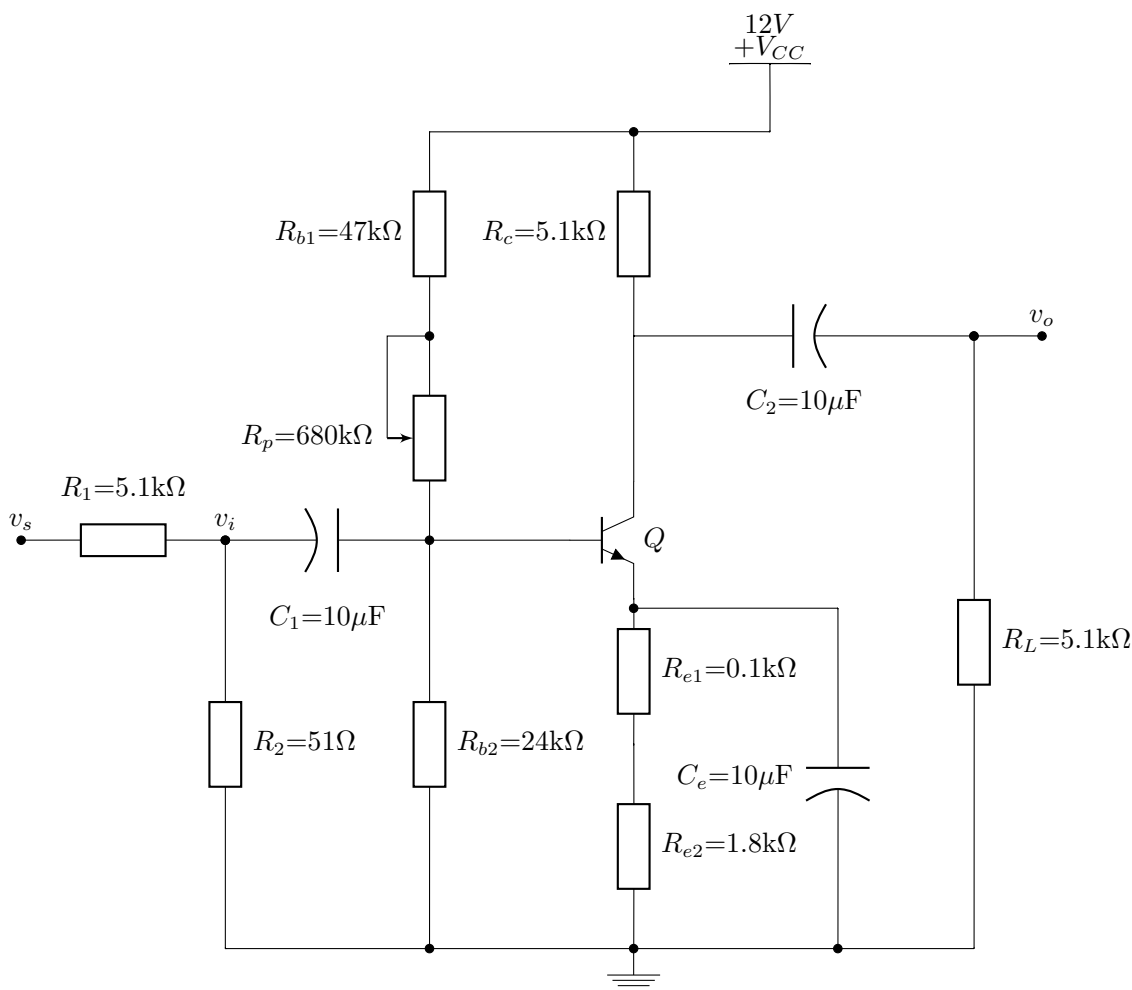 12V
+V_CC
R_b1=47kΩ
R_c=5.1kΩ
v_o
C_2=10μF
R_p=680kΩ
R_1=5.1kΩ
v_s
v_i
Q
C_1=10μF
R_e1=0.1kΩ
R_L=5.1kΩ
R_2=51Ω
R_b2=24kΩ
C_e=10μF
R_e2=1.8kΩ